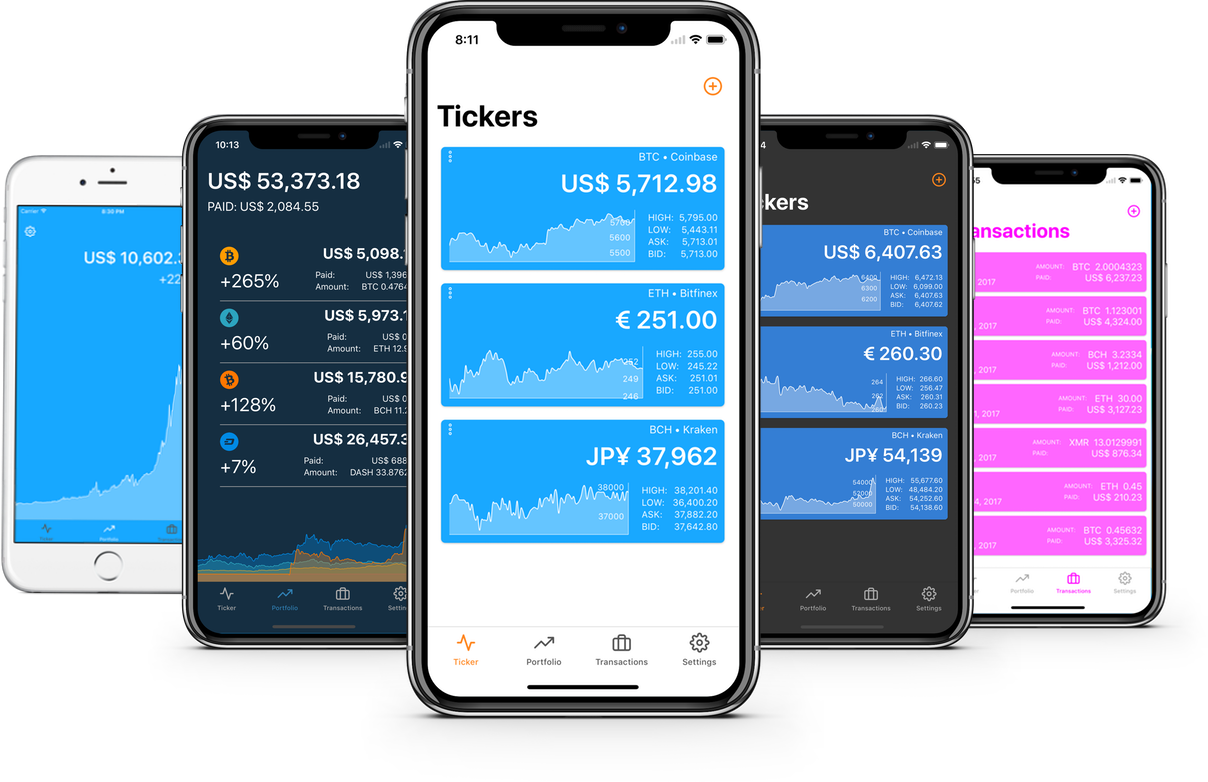 Carrier
8:30 PM
US$ 10,602.
+22
Portfolio
10:13
US$ 53,373.18
PAID: US$ 2,084.55
US$ 5,098.
+265%
Paid: US$ 1,396
Amount: BTC 0.4764
US$ 5,973.1
+60%
Paid: US$ 0
Amount: ETH 12.9
US$ 15,780.9
+128%
Paid: US$ 0
Amount: BCH 11.2
US$ 26,457.3
+7%
Paid: US$ 688
Amount: DASH 33.8762
Ticker
Portfolio
Transactions
Settin
8:11
Tickers
BTC • Coinbase
US$ 5,712.98
5700
5600
5500
HIGH: 5,795.00
LOW: 5,443.11
ASK: 5,713.01
BID: 5,713.00
ETH • Bitfinex
€ 251.00
252
249
246
HIGH: 255.00
LOW: 245.22
ASK: 251.01
BID: 251.00
BCH • Kraken
JP¥ 37,962
38000
37000
HIGH: 38,201.40
LOW: 36,400.20
ASK: 37,882.20
BID: 37,642.80
Ticker
Portfolio
Transactions
Settings
4
kers
BTC • Coinbase
US$ 6,407.63
6400
6300
6200
HIGH: 6,472.13
LOW: 6,099.00
ASK: 6,407.63
BID: 6,407.62
ETH • Bitfinex
€ 260.30
264
262
260
HIGH: 266.60
LOW: 256.47
ASK: 260.31
BID: 260.23
BCH • Kraken
JP¥ 54,139
54000
52000
50000
HIGH: 55,677.60
LOW: 48,484.20
ASK: 54,252.60
BID: 54,138.60
er
Portfolio
Transactions
Settings
ansactions
AMOUNT: BTC 2.0004323
PAID: US$ 6,237.23
2017
AMOUNT: BTC 1.123001
PAID: US$ 4,324.00
, 2017
AMOUNT: BCH 3.2334
PAID: US$ 1,212.00
, 2017
AMOUNT: ETH 30.00
PAID: US$ 3,127.23
, 2017
AMOUNT: XMR 13.0129991
PAID: US$ 876.34
, 2017
AMOUNT: ETH 0.45
PAID: US$ 210.23
4, 2017
AMOUNT: BTC 0.45632
PAID: US$ 3,325.32
, 2017
Portfolio
Transactions
Settings